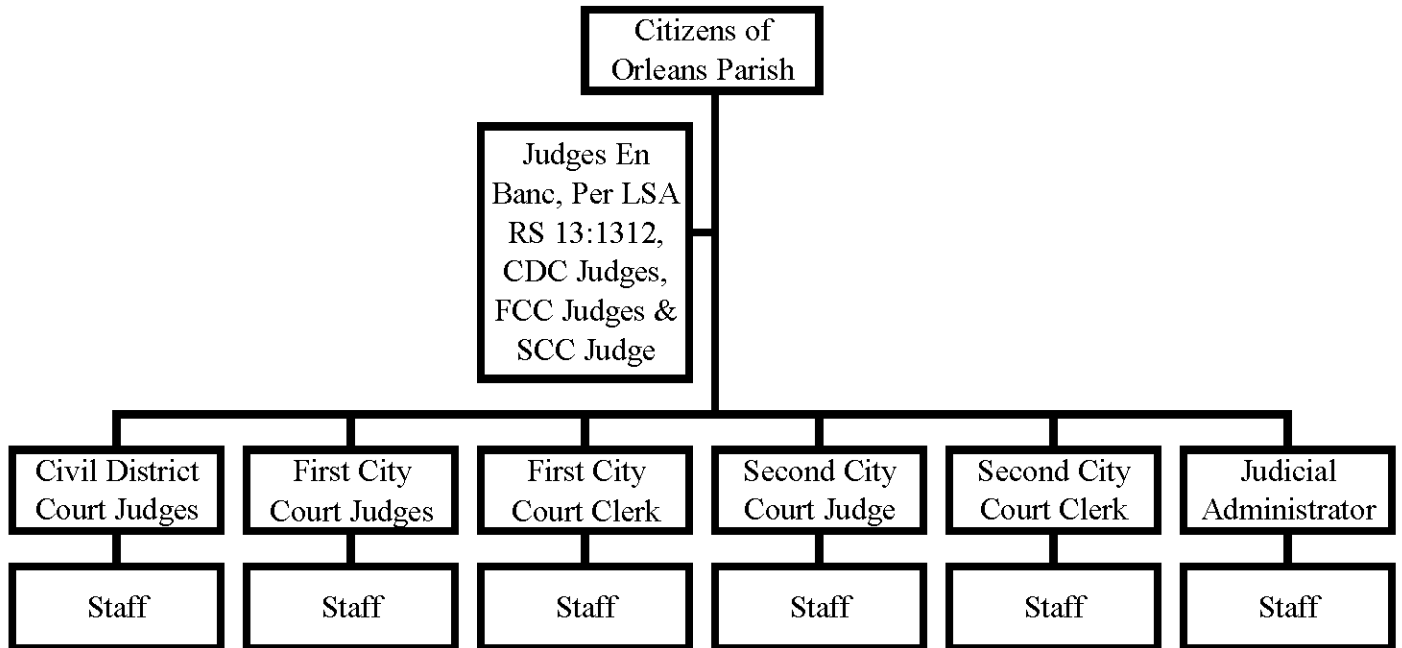 Citizens of
Orleans Parish
Judges En
Banc, Per LSA
RS 13:1312,
CDC Judges,
FCC Judges &
SCC Judge
Civil District
Court Judges
First City
Court Judges
First City
Court Clerk
Second City
Court Judge
Second City
Court Clerk
Judicial
Administrator
Staff
Staff
Staff
Staff
Staff
Staff